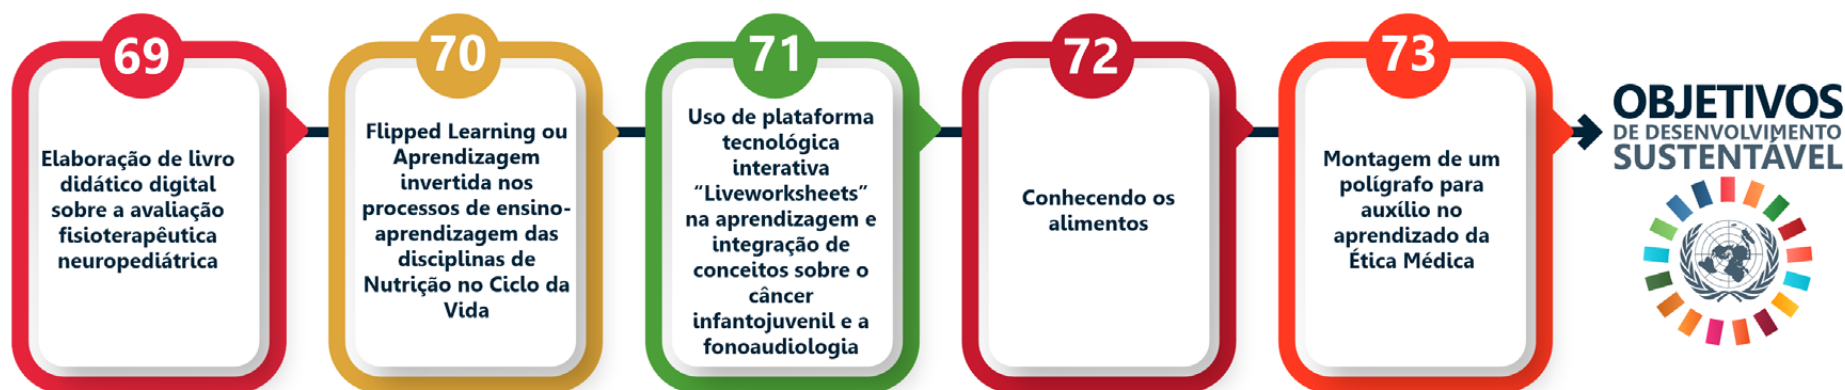 69
Elaboração de livro
didático digital
sobre a avaliação
fisioterapêutica
neuropediátrica
70
Flipped Learning ou
Aprendizagem
invertida nos
processos de ensino-
aprendizagem das
disciplinas de
Nutrição no Ciclo da
Vida
71
Uso de plataforma
tecnológica
interativa
“Liveworksheets”
na aprendizagem e
integração de
conceitos sobre o
câncer
infantojuvenil e a
fonoaudiologia
72
Conhecendo os
alimentos
73
Montagem de um
polígrafo para
auxílio no
aprendizado da
Ética Médica
OBJETIVOS
DE DESENVOLVIMENTO
SUSTENTÁVEL